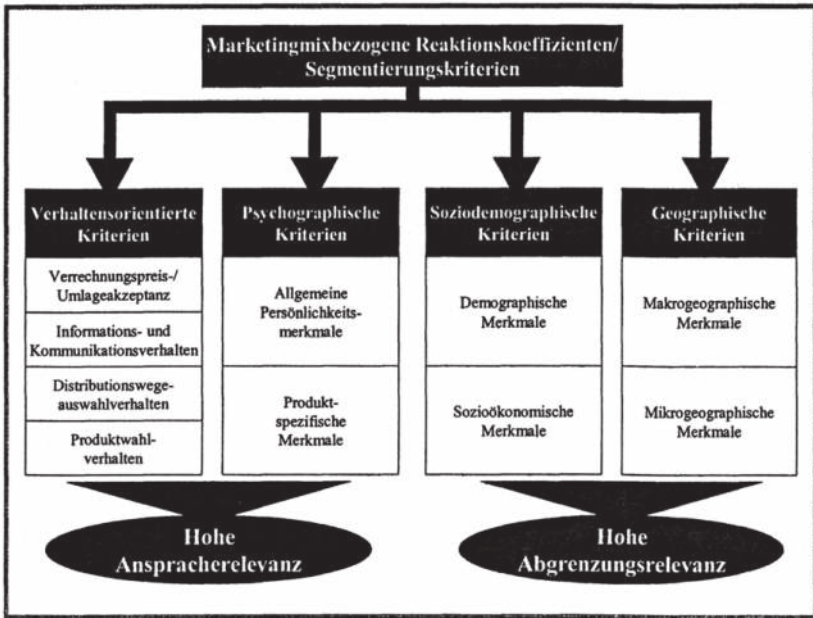 Marketingmixbezogene Reaktionskoeffizienten/
Segmentierungskriterien
Verhaltensorientierte
Kriterien
Verrechnungspreis-/
Umlageakzeptanz
Informations- und
Kommunikationsverhalten
Distributionswege-
auswahlverhalten
Produktwahl-
verhalten
Psychographische
Kriterien
Allgemeine
Persönlichkeits-
merkmale
Produkt-
spezifische
Merkmale
Soziodemographische
Kriterien
Demographische
Merkmale
Sozioökonomische
Merkmale
Geographische
Kriterien
Makrogeographische
Merkmale
Mikrogeographische
Merkmale
Hohe
Anspracherelevanz
Hohe
Abgrenzungsrelevanz